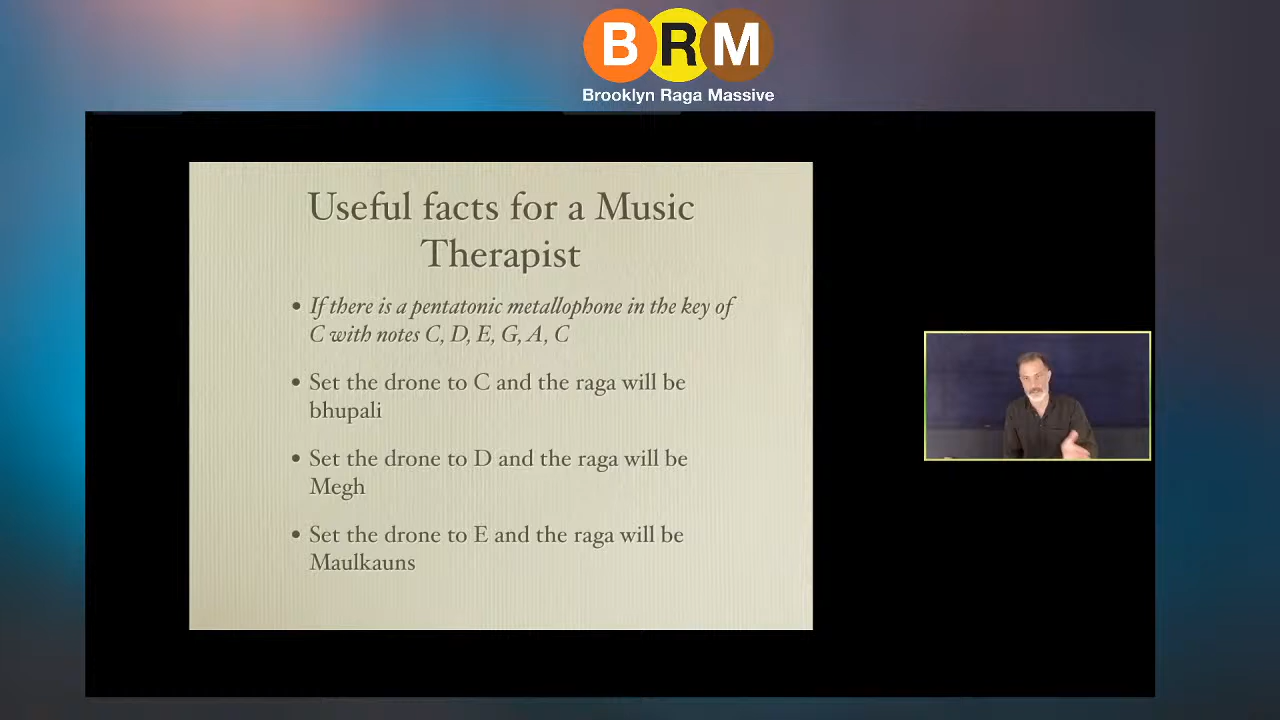 BRM
Brooklyn Raga Massive
Useful facts for a Music
Therapist
• If there is a pentatonic metallophone in the key of
C with notes C, D, E, G, A, C
• Set the drone to C and the raga will be
bhupali
• Set the drone to D and the raga will be
Megh
• Set the drone to E and the raga will be
Maulkauns